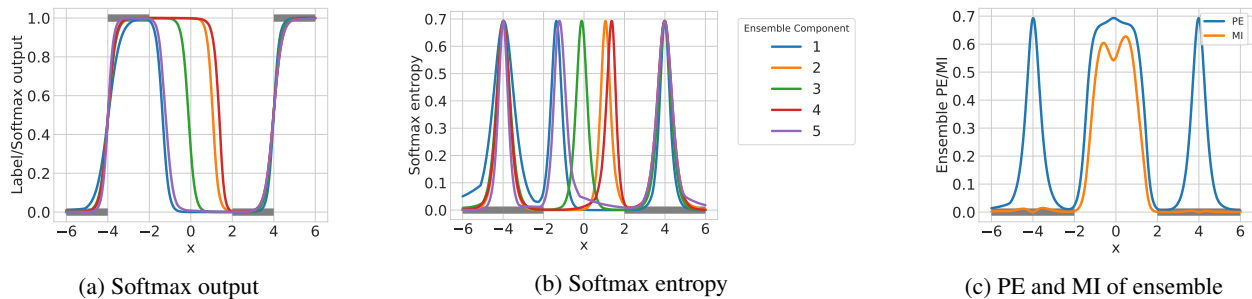 Label/Softmax output
1.0
0.8
0.6
0.4
0.2
0.0
−6 −4 −2 0 2 4 6
x
(a) Softmax output
Softmax entropy
0.7
0.6
0.5
0.4
0.3
0.2
0.1
0.0
−6 −4 −2 0 2 4 6
x
Ensemble Component
1
2
3
4
5
(b) Softmax entropy
Ensemble PE/MI
0.7
0.6
0.5
0.4
0.3
0.2
0.1
0.0
−6 −4 −2 0 2 4 6
x
PE
MI
(c) PE and MI of ensemble